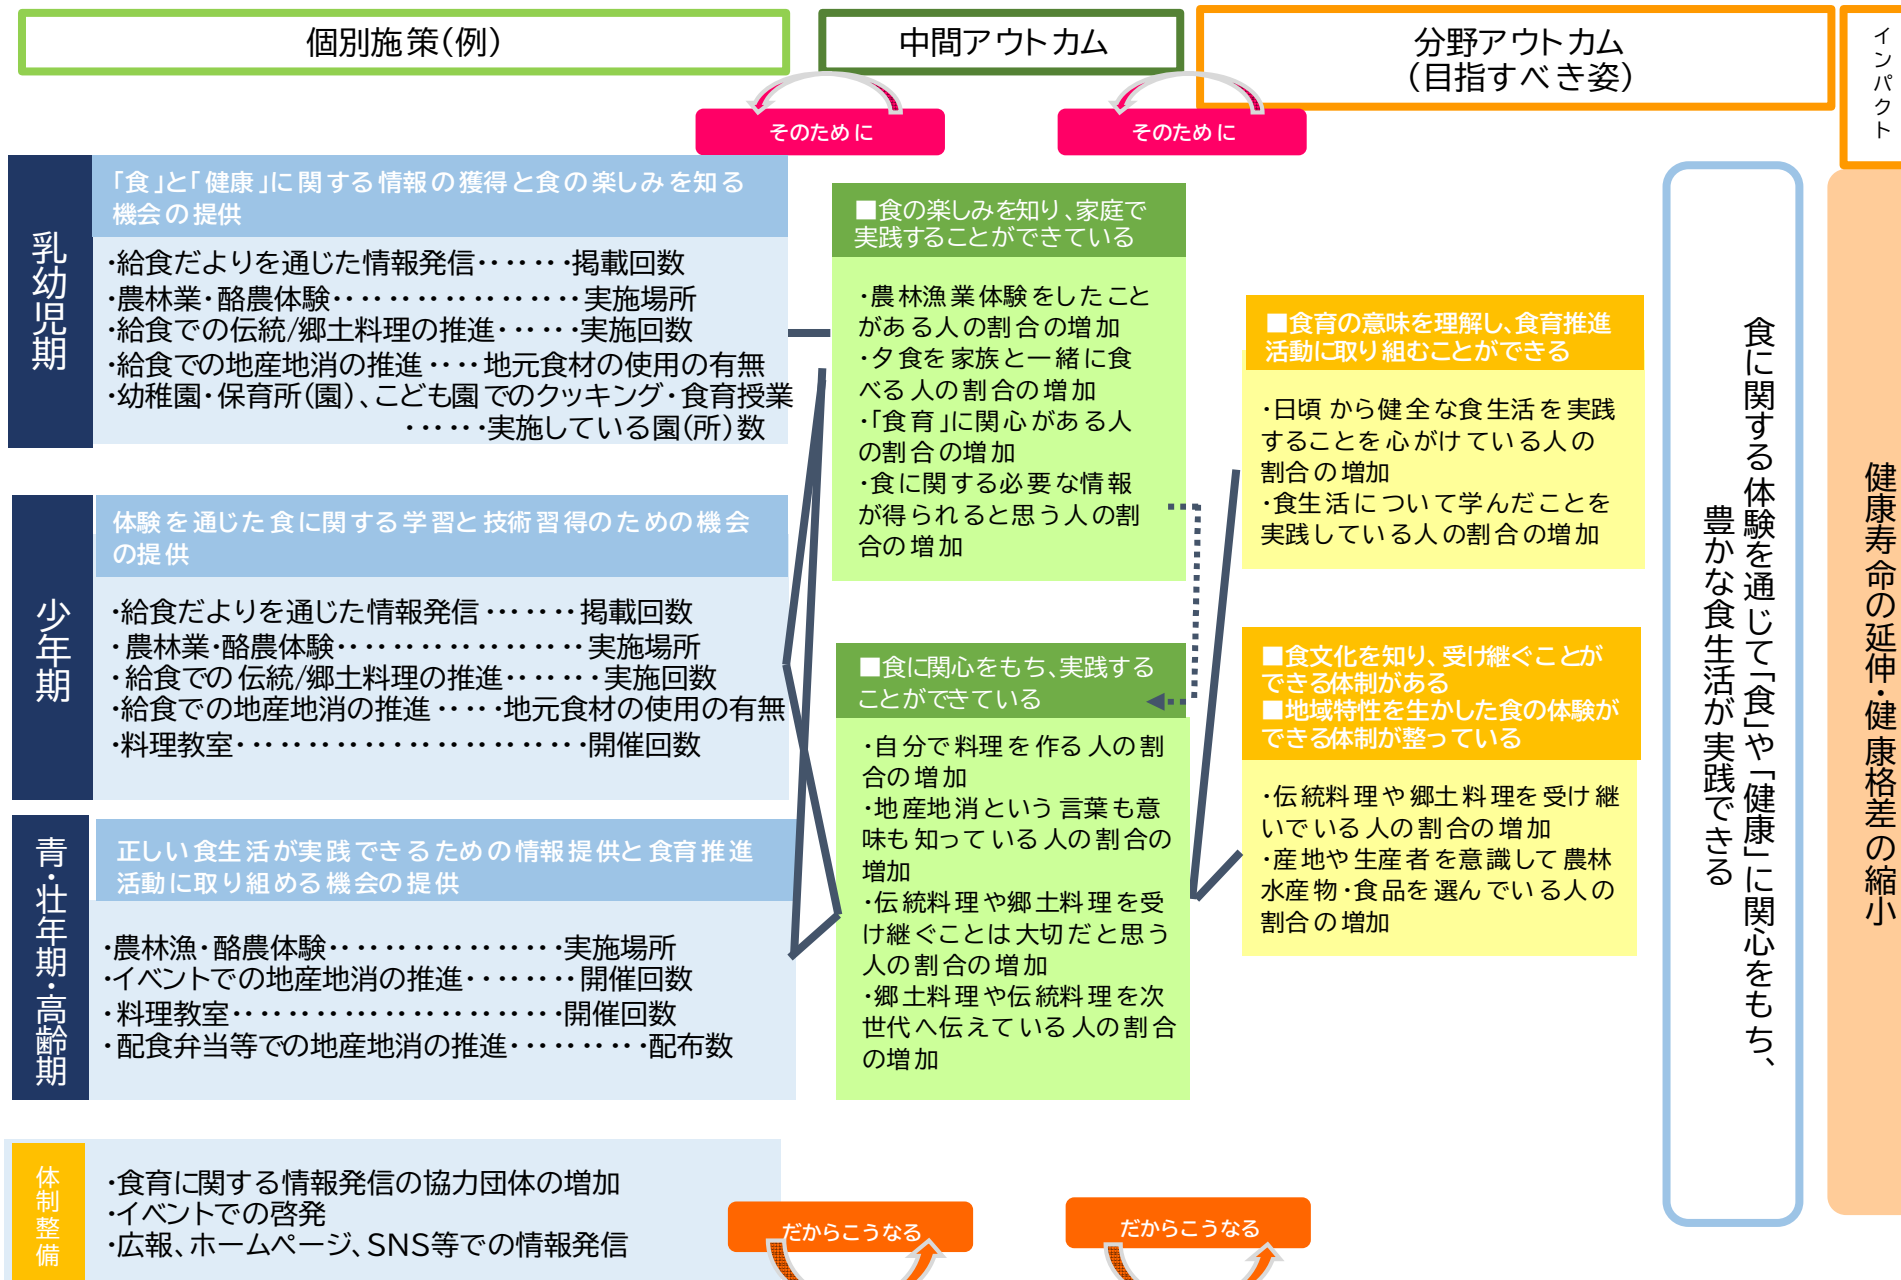 個別施策(例)
中間アウトカム
分野アウトカム
(目指すべき姿)
インパクト
そのために
そのために
乳幼児期
「食」と「健康」に関する情報の獲得と食の楽しみを知る
機会の提供
・給食だよりを通じた情報発信・・・・・・・掲載回数
・農林業・酪農体験・・・・・・・・・・・・・・・・・・実施場所
・給食での伝統/郷土料理の推進・・・・・・実施回数
・給食での地産地消の推進・・・・地元食材の使用の有無
・幼稚園・保育所(園)、こども園でのクッキング・食育授業
・・・・・・実施している園(所)数
少年期
体験を通じた食に関する学習と技術習得のための機会
の提供
・給食だよりを通じた情報発信・・・・・・・掲載回数
・農林業・酪農体験・・・・・・・・・・・・・・・・・・実施場所
・給食での伝統/郷土料理の推進・・・・・・・実施回数
・給食での地産地消の推進・・・・・地元食材の使用の有無
・料理教室・・・・・・・・・・・・・・・・・・・・・・・・・開催回数
青・壮年期・高齢期
正しい食生活が実践できるための情報提供と食育推進
活動に取り組める機会の提供
・農林漁・酪農体験・・・・・・・・・・・・・・・・・実施場所
・イベントでの地産地消の推進・・・・・・・・開催回数
・料理教室・・・・・・・・・・・・・・・・・・・・・・・・開催回数
・配食弁当等での地産地消の推進・・・・・・・・・・配布数
体制整備
・食育に関する情報発信の協力団体の増加
・イベントでの啓発
・広報、ホームページ、SNS等での情報発信
■食の楽しみを知り、家庭で
実践することができている
・農林漁業体験をしたこと
がある人の割合の増加
・夕食を家族と一緒に食
べる人の割合の増加
・「食育」に関心がある人
の割合の増加
・食に関する必要な情報
が得られると思う人の割
合の増加
■食に関心をもち、実践する
ことができている
・自分で料理を作る人の割
合の増加
・地産地消という言葉も意
味も知っている人の割合の
増加
・伝統料理や郷土料理を受
け継ぐことは大切だと思う
人の割合の増加
・郷土料理や伝統料理を次
世代へ伝えている人の割合
の増加
■食育の意味を理解し、食育推進
活動に取り組むことができる
・日頃から健全な食生活を実践
することを心がけている人の
割合の増加
・食生活について学んだことを
実践している人の割合の増加
■食文化を知り、受け継ぐことが
できる体制がある
■地域特性を生かした食の体験が
できる体制が整っている
・伝統料理や郷土料理を受け継
いでいる人の割合の増加
・産地や生産者を意識して農林
水産物・食品を選んでいる人の
割合の増加
食に関する体験を通じて「食」や「健康」に関心をもち、
豊かな食生活が実践できる
健康寿命の延伸・健康格差の縮小
だからこうなる
だからこうなる